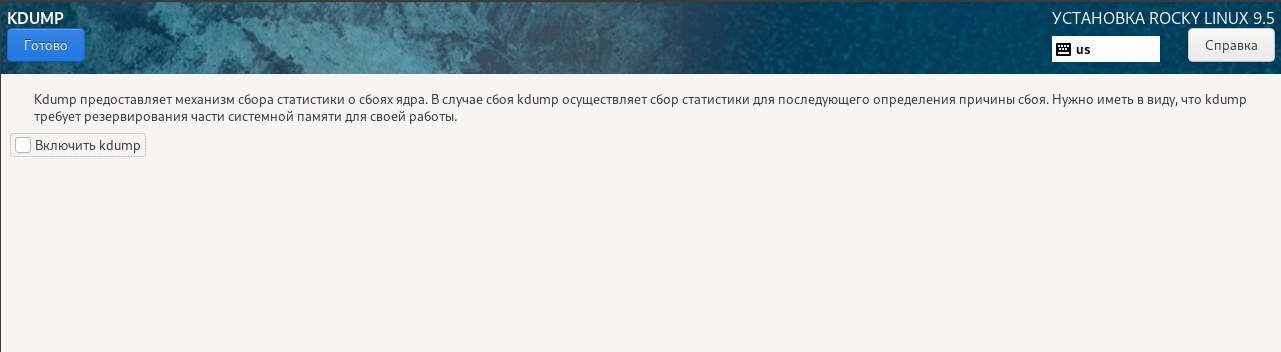 KDUMP
УСТАНОВКА ROCKY LINUX 9.5
Готово
us
Справка
Kdump предоставляет механизм сбора статистики о сбоях ядра. В случае сбоя kdump осуществляет сбор статистики для последующего определения причины сбоя. Нужно иметь в виду, что kdump
требует резервирования части системной памяти для своей работы.
Включить kdump